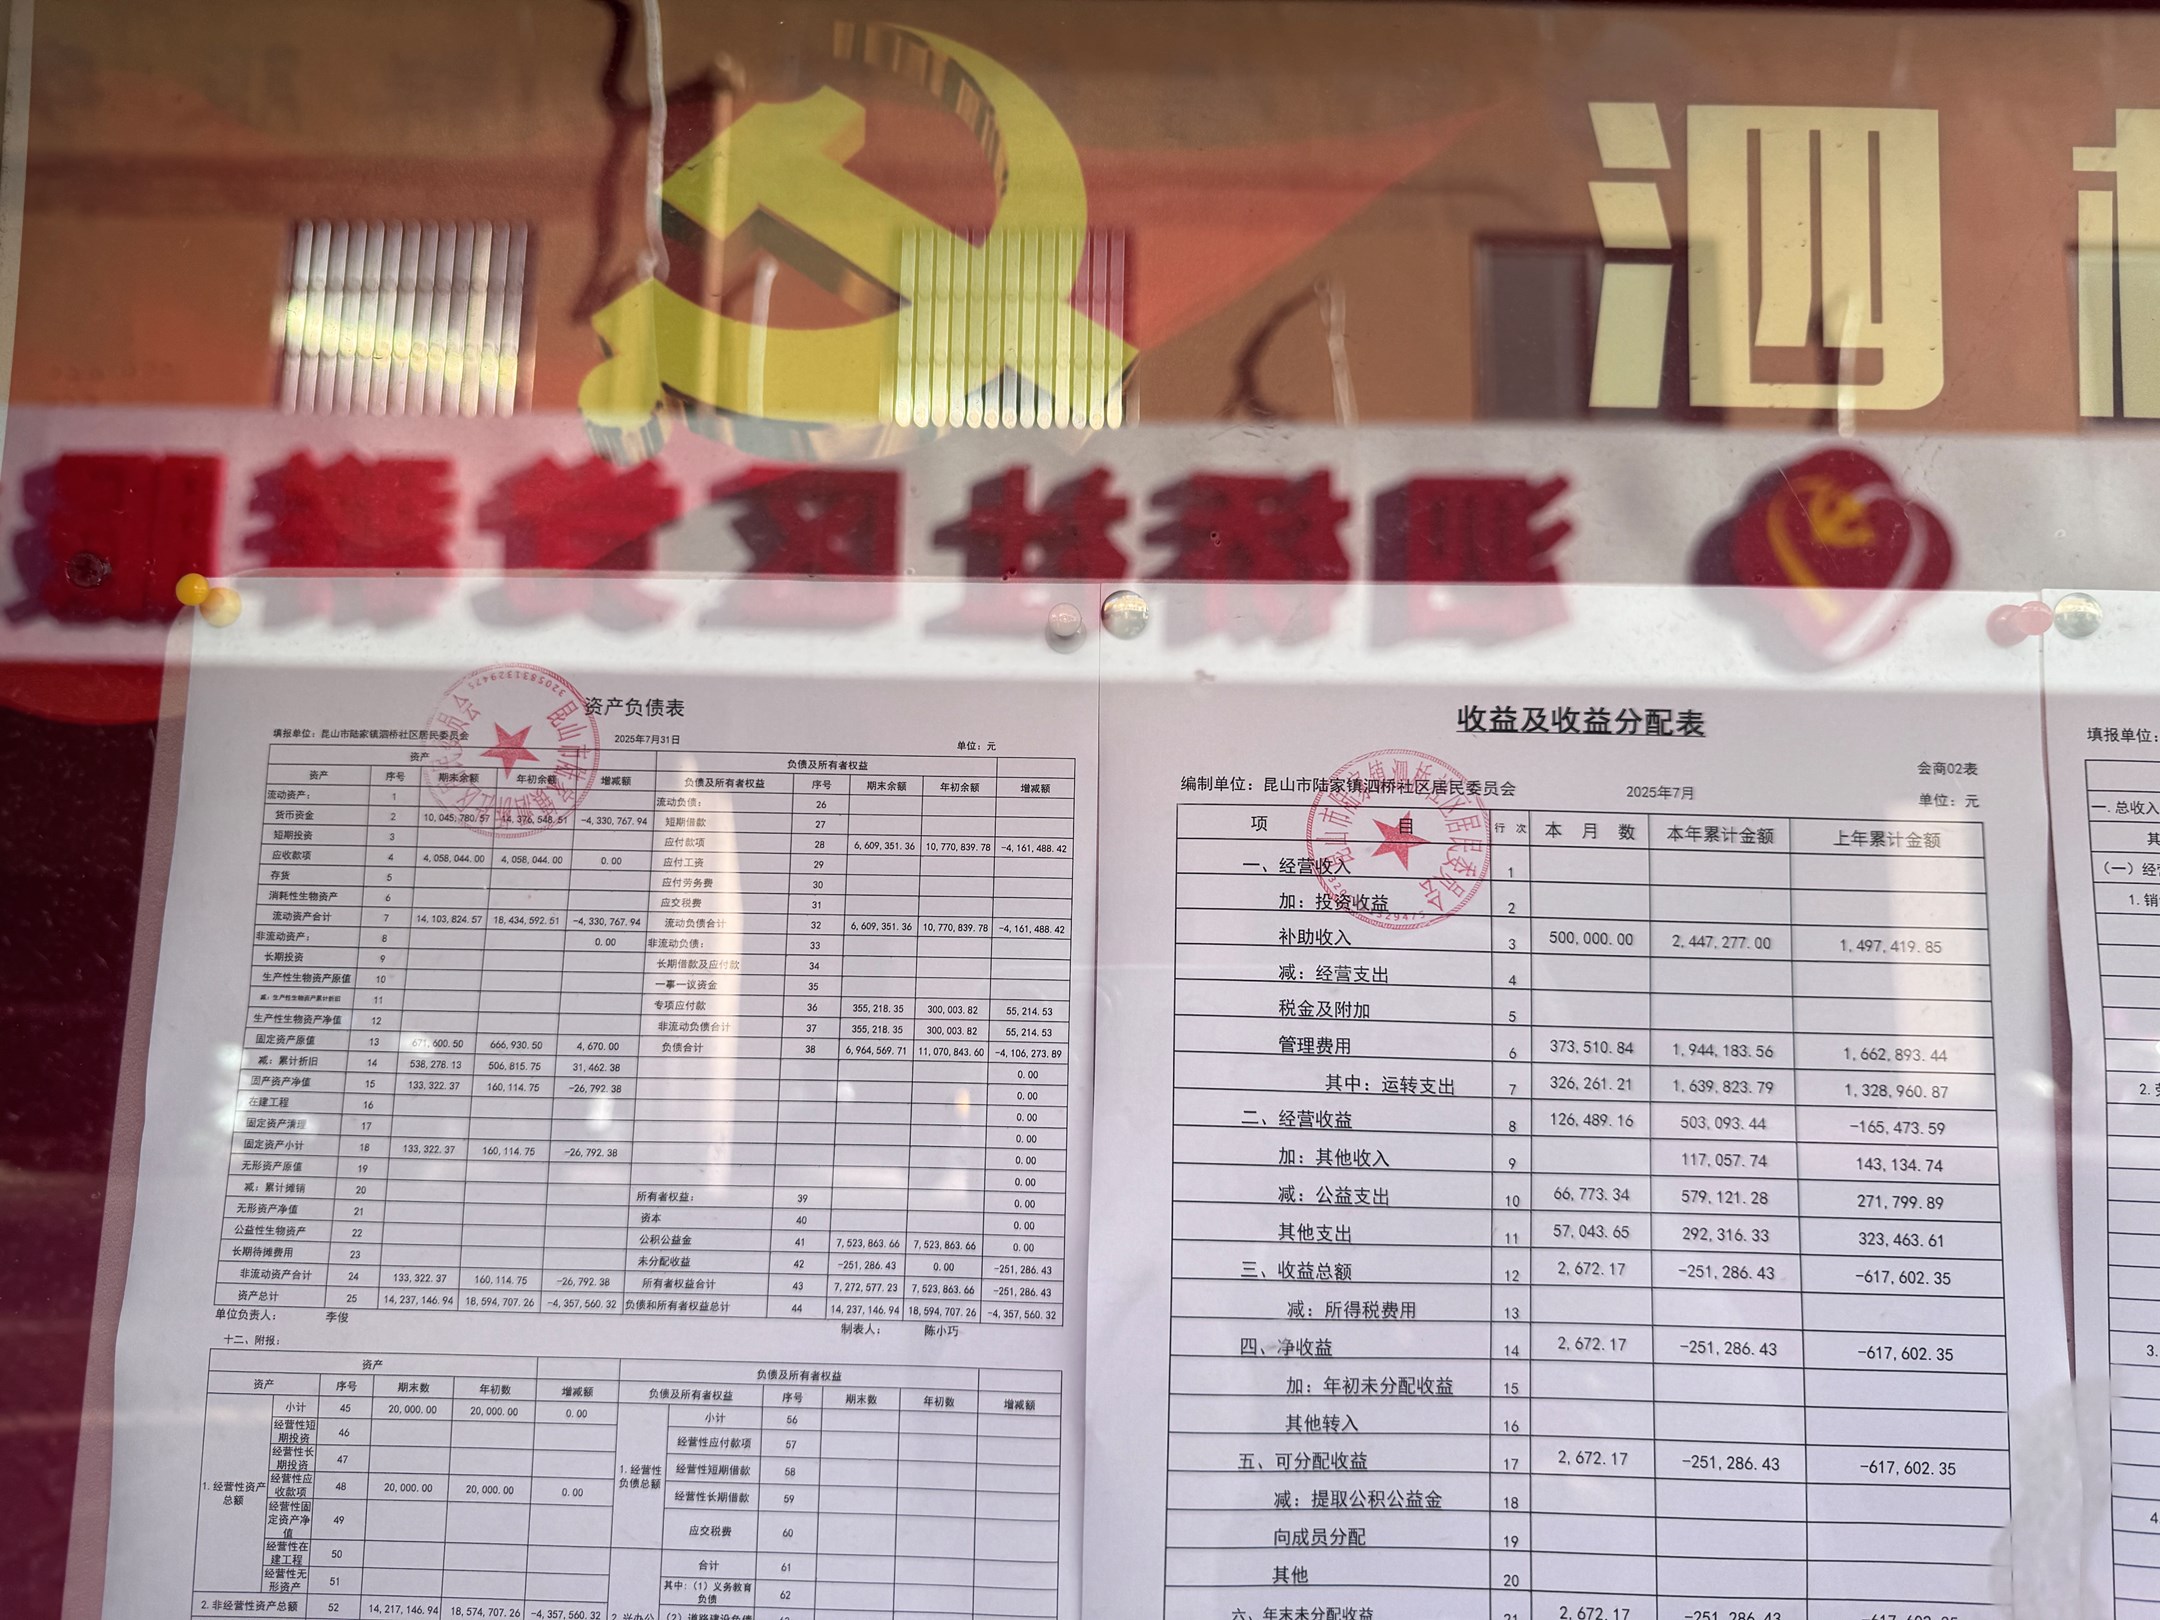 泗
资产负债表
填报单位：昆山市陆家镇泗桥社区居民委员会 2025年7月31日 单位：元
资产 负债及所有者权益
资产 序号 期末余额 年初余额 增减额 负债及所有者权益 序号 期末余额 年初余额 增减额
流动资产： 1 流动负债： 26
货币资金 2 10,045,780.57 14,376,548.51 -4,330,767.94 短期借款 27
短期投资 3 应付款项 28 6,609,351.36 10,770,839.78 -4,161,488.42
应收款项 4 4,058,044.00 4,058,044.00 0.00 应付工资 29
存货 5 应付劳务费 30
消耗性生物资产 6 应交税费 31
流动资产合计 7 14,103,824.57 18,434,592.51 -4,330,767.94 流动负债合计 32 6,609,351.36 10,770,839.78 -4,161,488.42
非流动资产： 8 0.00 非流动负债： 33
长期投资 9 长期借款及应付款 34
生产性生物资产原值 10 一事一议资金 35
减：生产性生物资产累计折旧 11 专项应付款 36 355,218.35 300,003.82 55,214.53
生产性生物资产净值 12 非流动负债合计 37 355,218.35 300,003.82 55,214.53
固定资产原值 13 671,600.50 666,930.50 4,670.00 负债合计 38 6,964,569.71 11,070,843.60 -4,106,273.89
减：累计折旧 14 538,278.13 506,815.75 31,462.38 0.00
固产资产净值 15 133,322.37 160,114.75 -26,792.38 0.00
在建工程 16 0.00
固定资产清理 17 0.00
固定资产小计 18 133,322.37 160,114.75 -26,792.38 0.00
无形资产原值 19 0.00
减：累计摊销 20 所有者权益： 39 0.00
无形资产净值 21 资本 40 0.00
公益性生物资产 22 公积公益金 41 7,523,863.66 7,523,863.66 0.00
长期待摊费用 23 未分配收益 42 -251,286.43 0.00 -251,286.43
非流动资产合计 24 133,322.37 160,114.75 -26,792.38 所有者权益合计 43 7,272,577.23 7,523,863.66 -251,286.43
资产总计 25 14,237,146.94 18,594,707.26 -4,357,560.32 负债和所有者权益总计 44 14,237,146.94 18,594,707.26 -4,357,560.32
单位负责人： 李俊 制表人： 陈小巧
十二、附报：
资产 负债及所有者权益
资产 序号 期末数 年初数 增减额 负债及所有者权益 序号 期末数 年初数 增减额
1.经营性资产总额 小计 45 20,000.00 20,000.00 0.00 1.经营性负债总额 小计 56
经营性短期投资 46 经营性应付款项 57
经营性长期投资 47 经营性短期借款 58
经营性应收款项 48 20,000.00 20,000.00 0.00 经营性长期借款 59
经营性固定资产净值 49 应交税费 60
经营性在建工程 50 合计 61
经营性无形资产 51 其中：（1）义务教育负债 62
2.非经营性资产总额 52 14,217,146.94 18,574,707.26 -4,357,560.32 2.兴办公 （2）道路建设负债
收益及收益分配表
会商02表
编制单位：昆山市陆家镇泗桥社区居民委员会 2025年7月 单位：元
项 目 行次 本月数 本年累计金额 上年累计金额
一、经营收入 1
加：投资收益 2
补助收入 3 500,000.00 2,447,277.00 1,497,419.85
减：经营支出 4
税金及附加 5
管理费用 6 373,510.84 1,944,183.56 1,662,893.44
其中：运转支出 7 326,261.21 1,639,823.79 1,328,960.87
二、经营收益 8 126,489.16 503,093.44 -165,473.59
加：其他收入 9 117,057.74 143,134.74
减：公益支出 10 66,773.34 579,121.28 271,799.89
其他支出 11 57,043.65 292,316.33 323,463.61
三、收益总额 12 2,672.17 -251,286.43 -617,602.35
减：所得税费用 13
四、净收益 14 2,672.17 -251,286.43 -617,602.35
加：年初未分配收益 15
其他转入 16
五、可分配收益 17 2,672.17 -251,286.43 -617,602.35
减：提取公积公益金 18
向成员分配 19
其他 20
六、年末未分配收益 21 2,672.17 -251,286.43 -617,602.35
填报单位：
一.总收入
（一）经营
1.销
2.
3.
4.